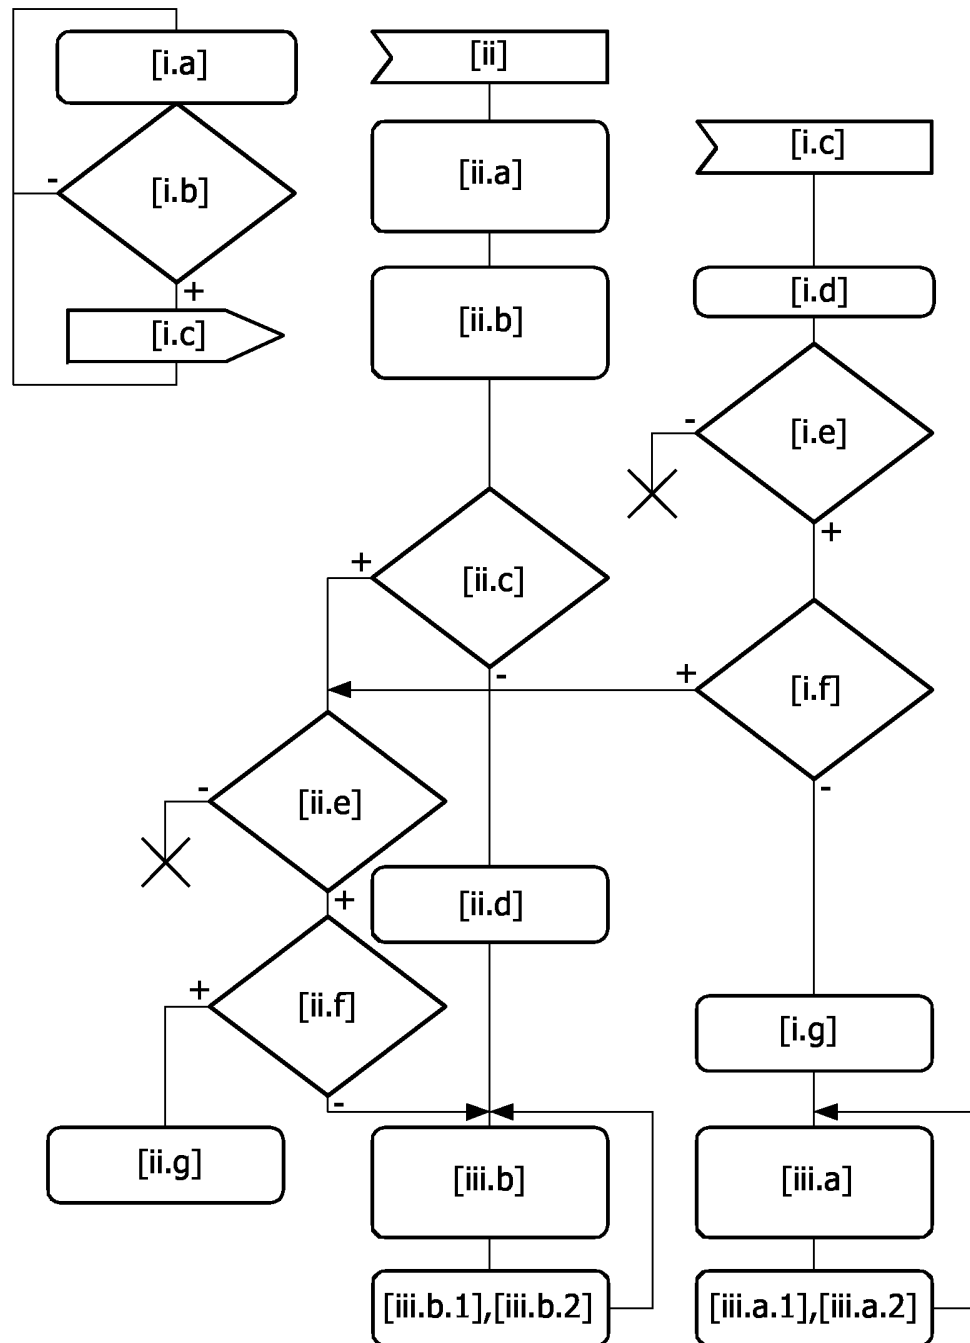 [i.a]
[ii]
[i.c]
[ii.a]
-
[i.b]
+
[ii.b]
[i.d]
[i.c]
-
[i.e]
+
+
[ii.c]
-
+
[i.f]
-
-
[ii.e]
+
[ii.d]
+
[ii.f]
-
[i.g]
[ii.g]
[iii.b]
[iii.a]
[iii.b.1],[iii.b.2]
[iii.a.1],[iii.a.2]